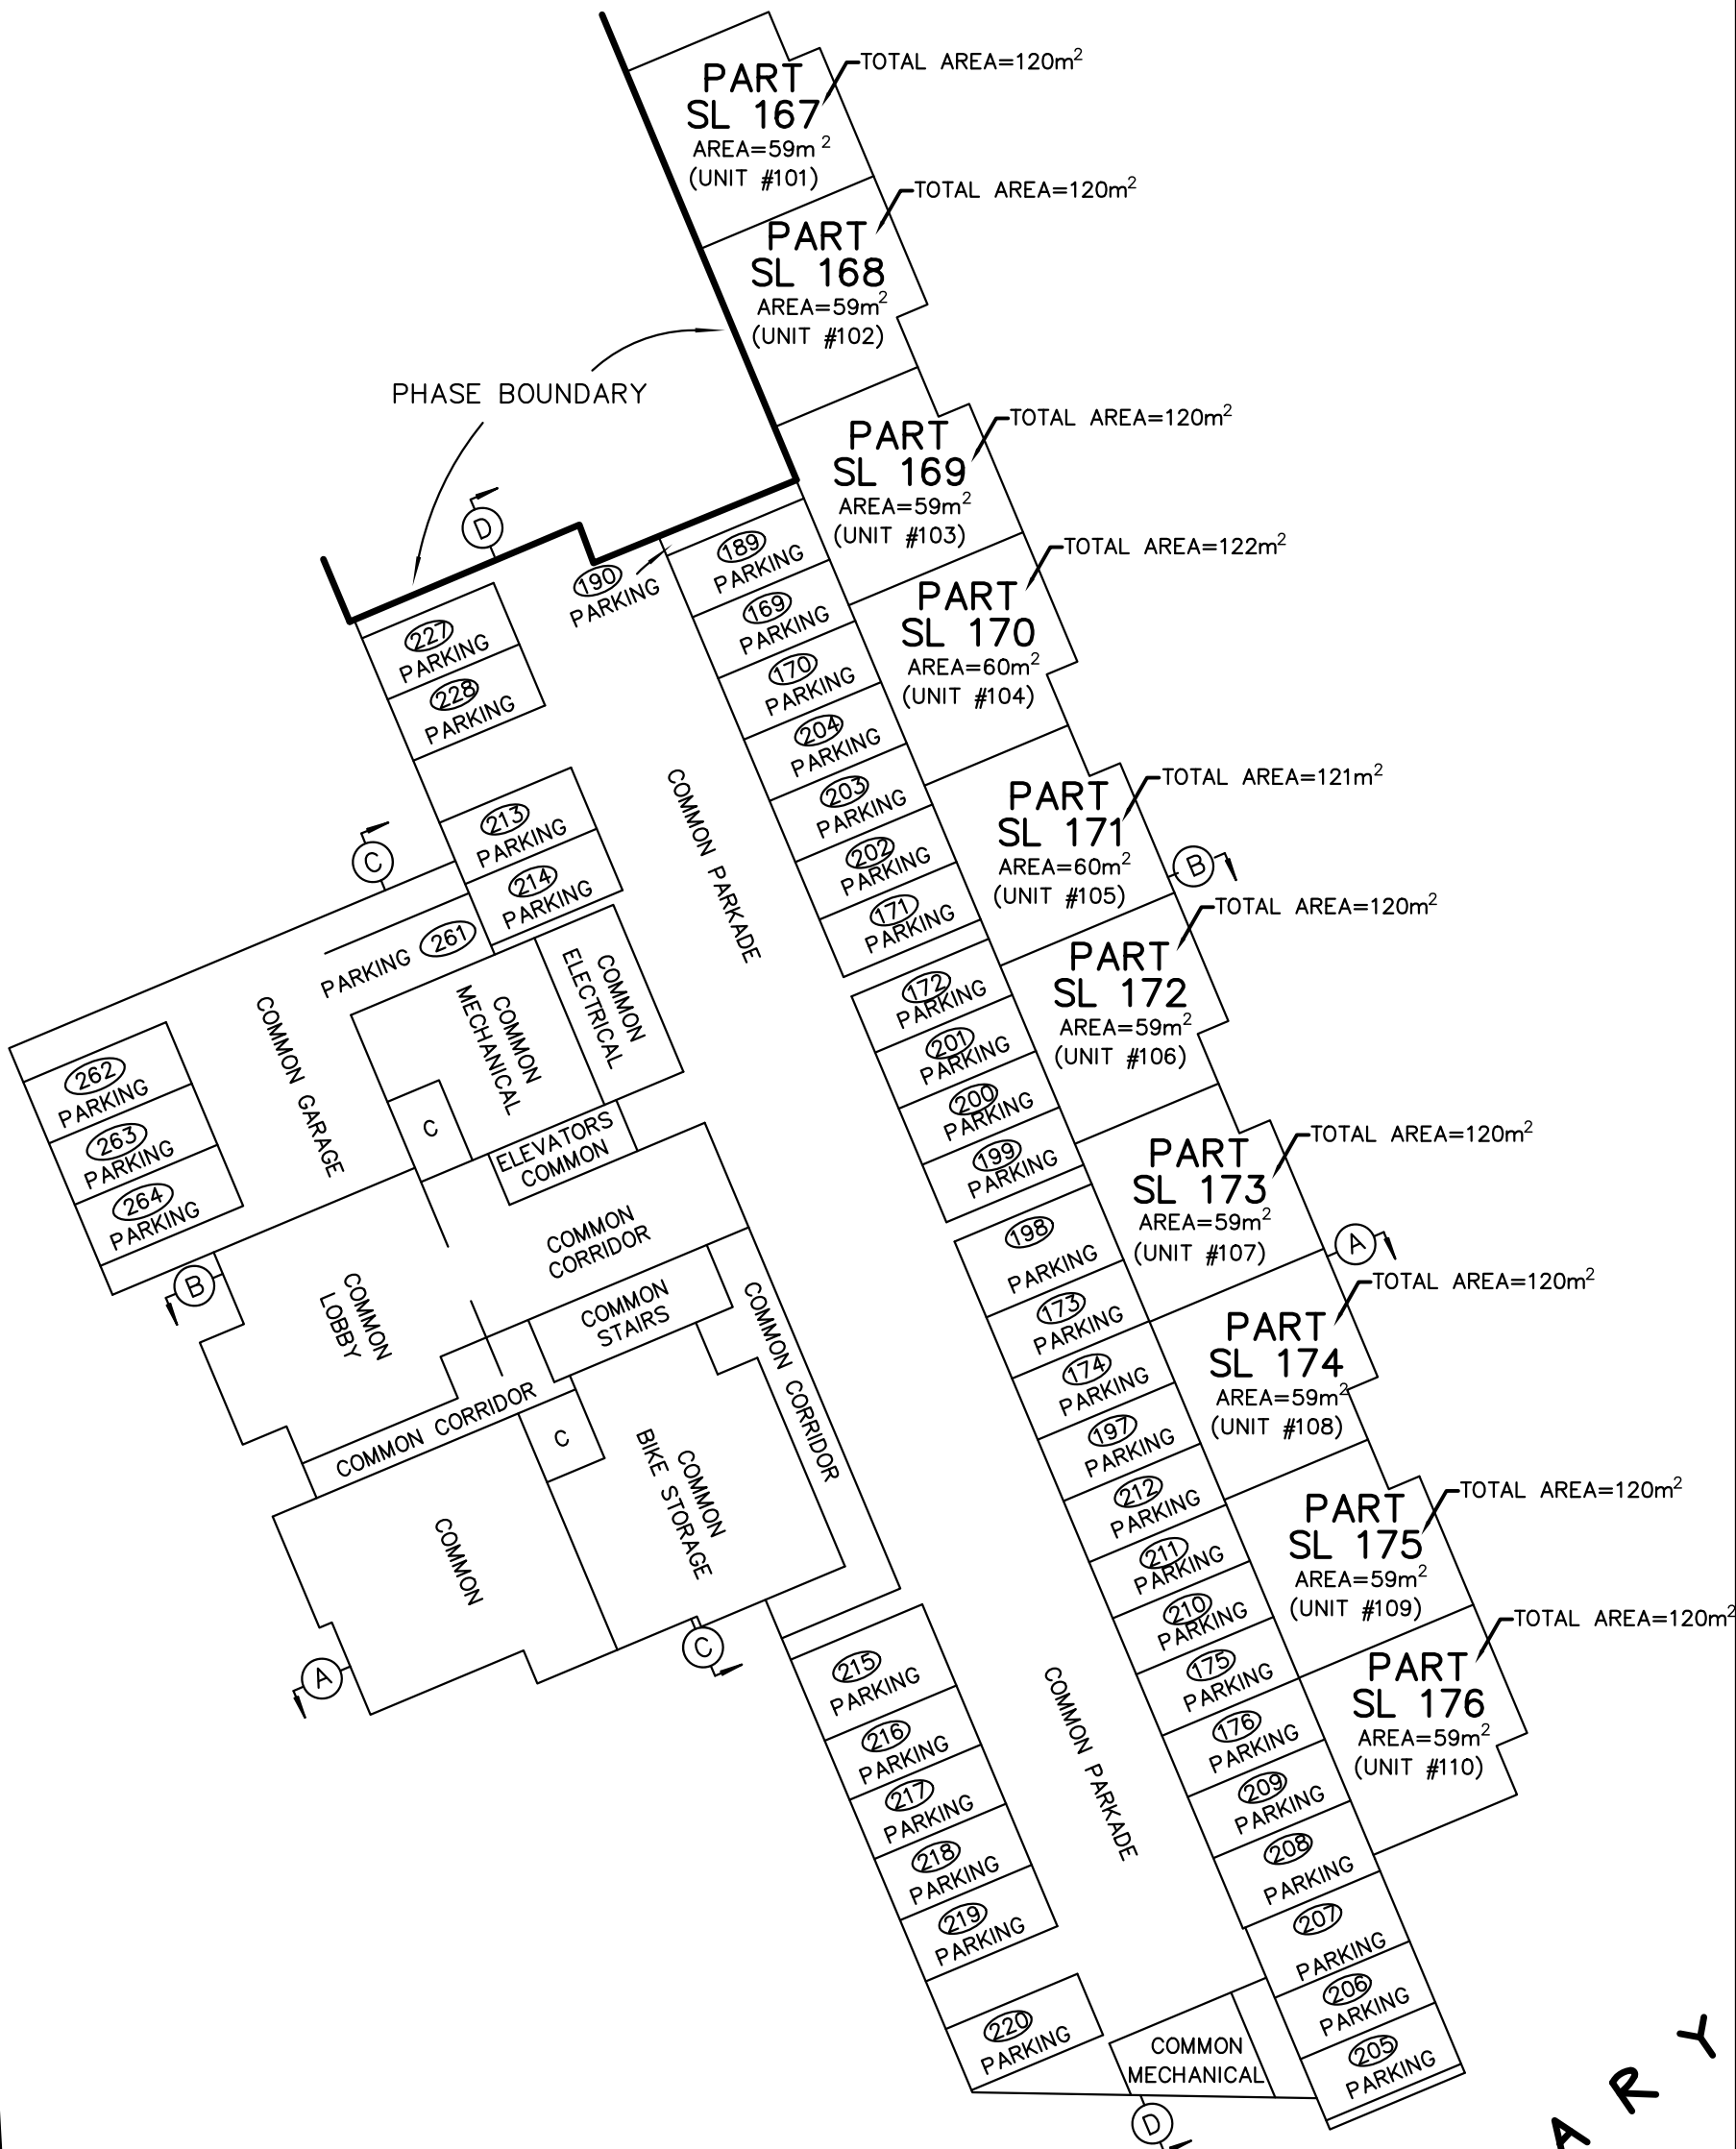 PART
SL 167
AREA=59m²
(UNIT #101)
TOTAL AREA=120m²
PART
SL 168
AREA=59m²
(UNIT #102)
TOTAL AREA=120m²
PHASE BOUNDARY
PART
SL 169
AREA=59m²
(UNIT #103)
TOTAL AREA=120m²
PART
SL 170
AREA=60m²
(UNIT #104)
TOTAL AREA=122m²
PART
SL 171
AREA=60m²
(UNIT #105)
TOTAL AREA=121m²
B
PART
SL 172
AREA=59m²
(UNIT #106)
TOTAL AREA=120m²
PART
SL 173
AREA=59m²
(UNIT #107)
TOTAL AREA=120m²
A
PART
SL 174
AREA=59m²
(UNIT #108)
TOTAL AREA=120m²
PART
SL 175
AREA=59m²
(UNIT #109)
TOTAL AREA=120m²
PART
SL 176
AREA=59m²
(UNIT #110)
TOTAL AREA=120m²
D
190
PARKING
189
PARKING
169
PARKING
170
PARKING
204
PARKING
203
PARKING
202
PARKING
171
PARKING
172
PARKING
201
PARKING
200
PARKING
199
PARKING
198
PARKING
173
PARKING
174
PARKING
197
PARKING
212
PARKING
211
PARKING
210
PARKING
175
PARKING
176
PARKING
209
PARKING
208
PARKING
207
PARKING
206
PARKING
205
PARKING
227
PARKING
228
PARKING
213
PARKING
214
PARKING
COMMON PARKADE
C
PARKING 261
COMMON GARAGE
262
PARKING
263
PARKING
264
PARKING
COMMON
MECHANICAL
COMMON
ELECTRICAL
C
ELEVATORS
COMMON
COMMON
CORRIDOR
B
COMMON
LOBBY
COMMON
STAIRS
COMMON CORRIDOR
COMMON CORRIDOR
C
COMMON
BIKE STORAGE
COMMON
A
C
215
PARKING
216
PARKING
217
PARKING
218
PARKING
219
PARKING
220
PARKING
COMMON PARKADE
COMMON
MECHANICAL
D
A R Y